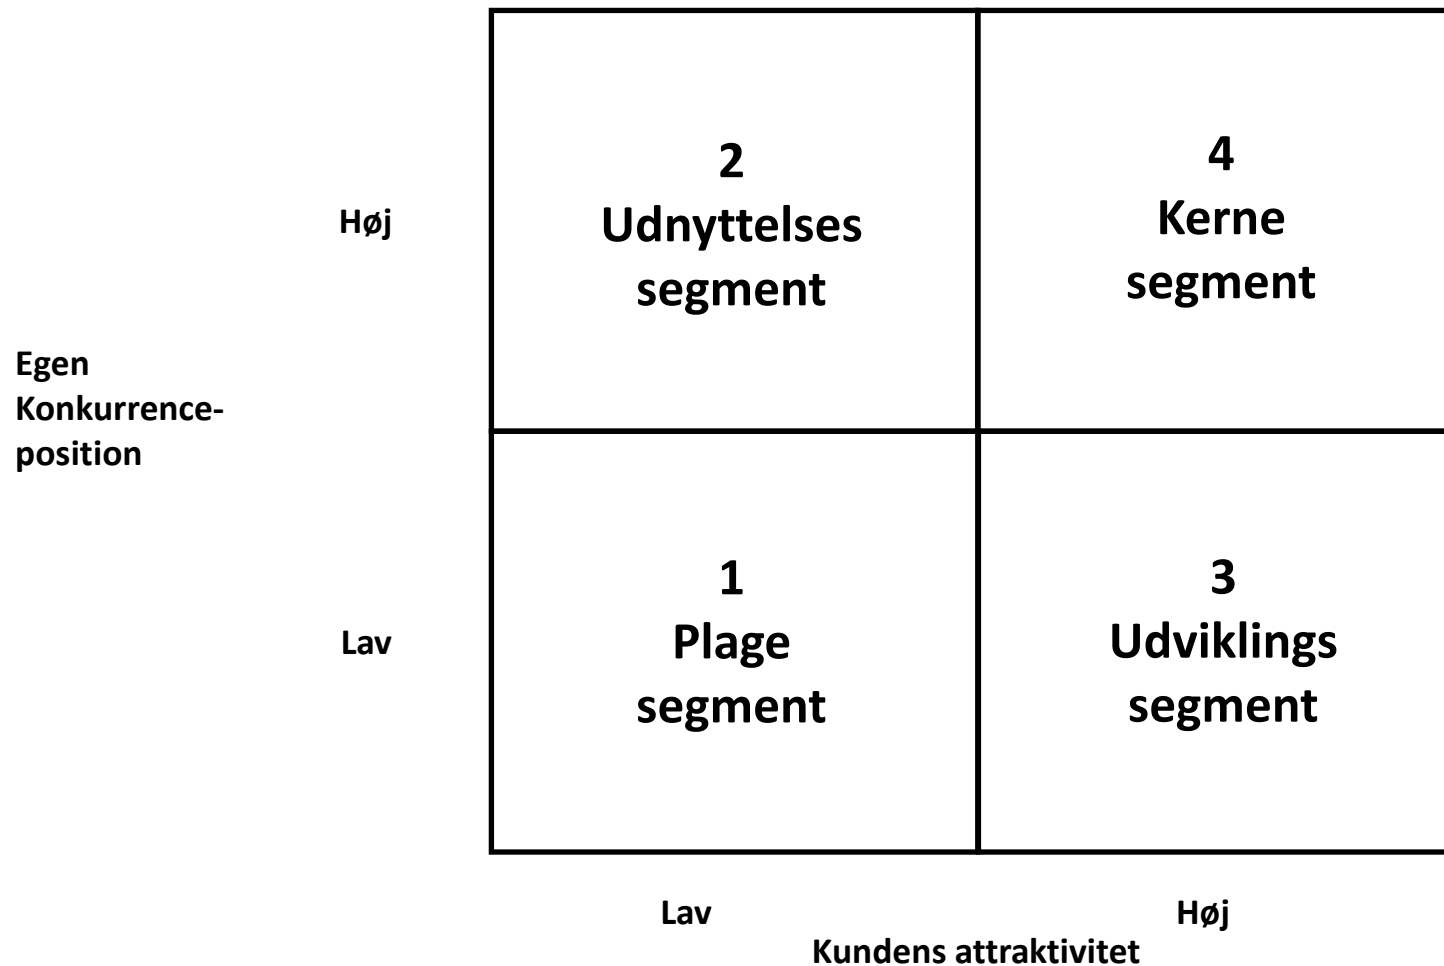 2
Udnyttelses
segment
4
Kerne
segment
Høj
Egen
Konkurrence-
position
1
Plage
segment
3
Udviklings
segment
Lav
Lav
Høj
Kundens attraktivitet